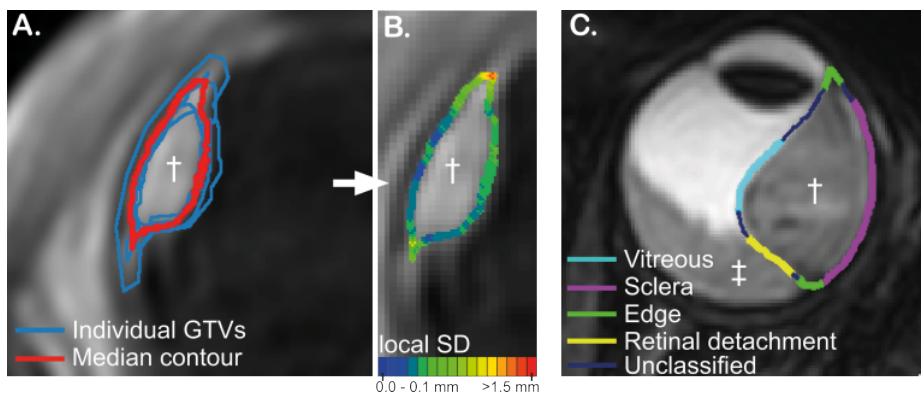 A.
†
Individual GTVs
Median contour
B.
†
local SD
0.0 - 0.1 mm >1.5 mm
C.
†
‡
Vitreous
Sclera
Edge
Retinal detachment
Unclassified